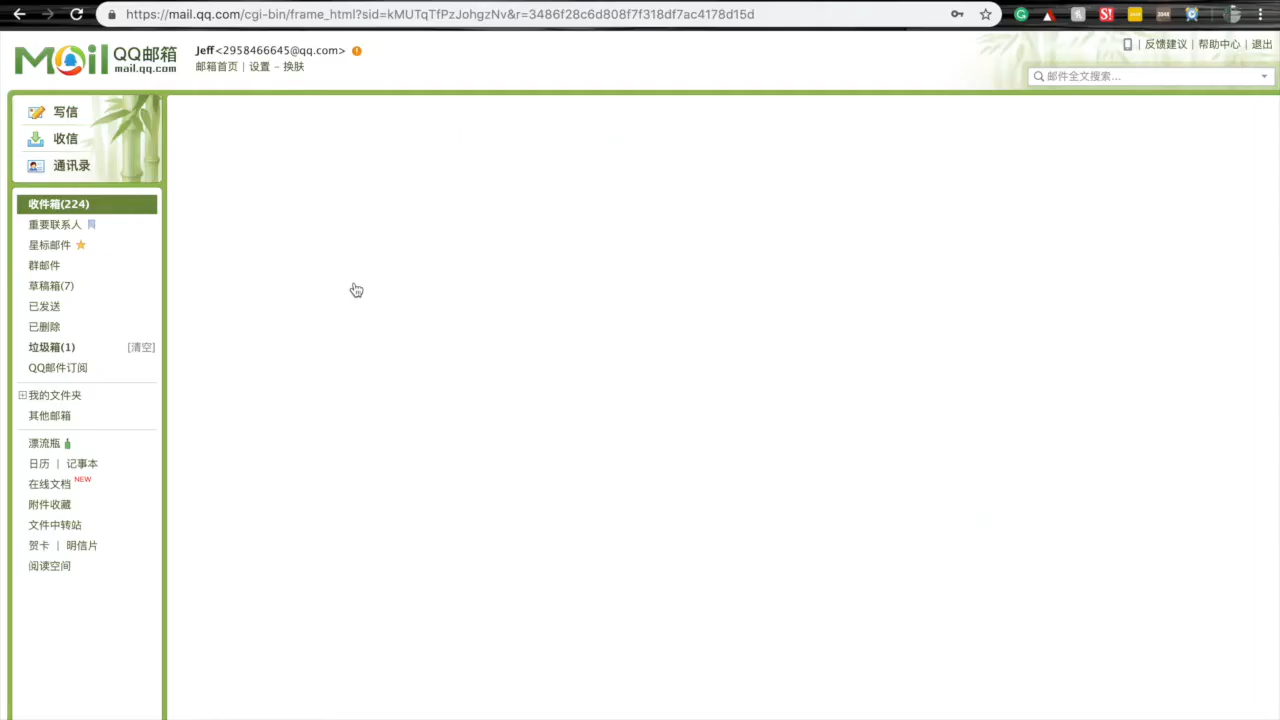 https://mail.qq.com/cgi-bin/frame_html?sid=kMUTqTfPzJohgzNv&r=3486f28c6d808f7f318df7ac4178d15d
Mail QQ邮箱
mail.qq.com
Jeff<2958466645@qq.com>
邮箱首页 | 设置 - 换肤
| 反馈建议 | 帮助中心 | 退出
邮件全文搜索...
写信
收信
通讯录
收件箱(224)
重要联系人
星标邮件
群邮件
草稿箱(7)
已发送
已删除
垃圾箱(1) [清空]
QQ邮件订阅
我的文件夹
其他邮箱
漂流瓶
日历 | 记事本
在线文档 NEW
附件收藏
文件中转站
贺卡 | 明信片
阅读空间